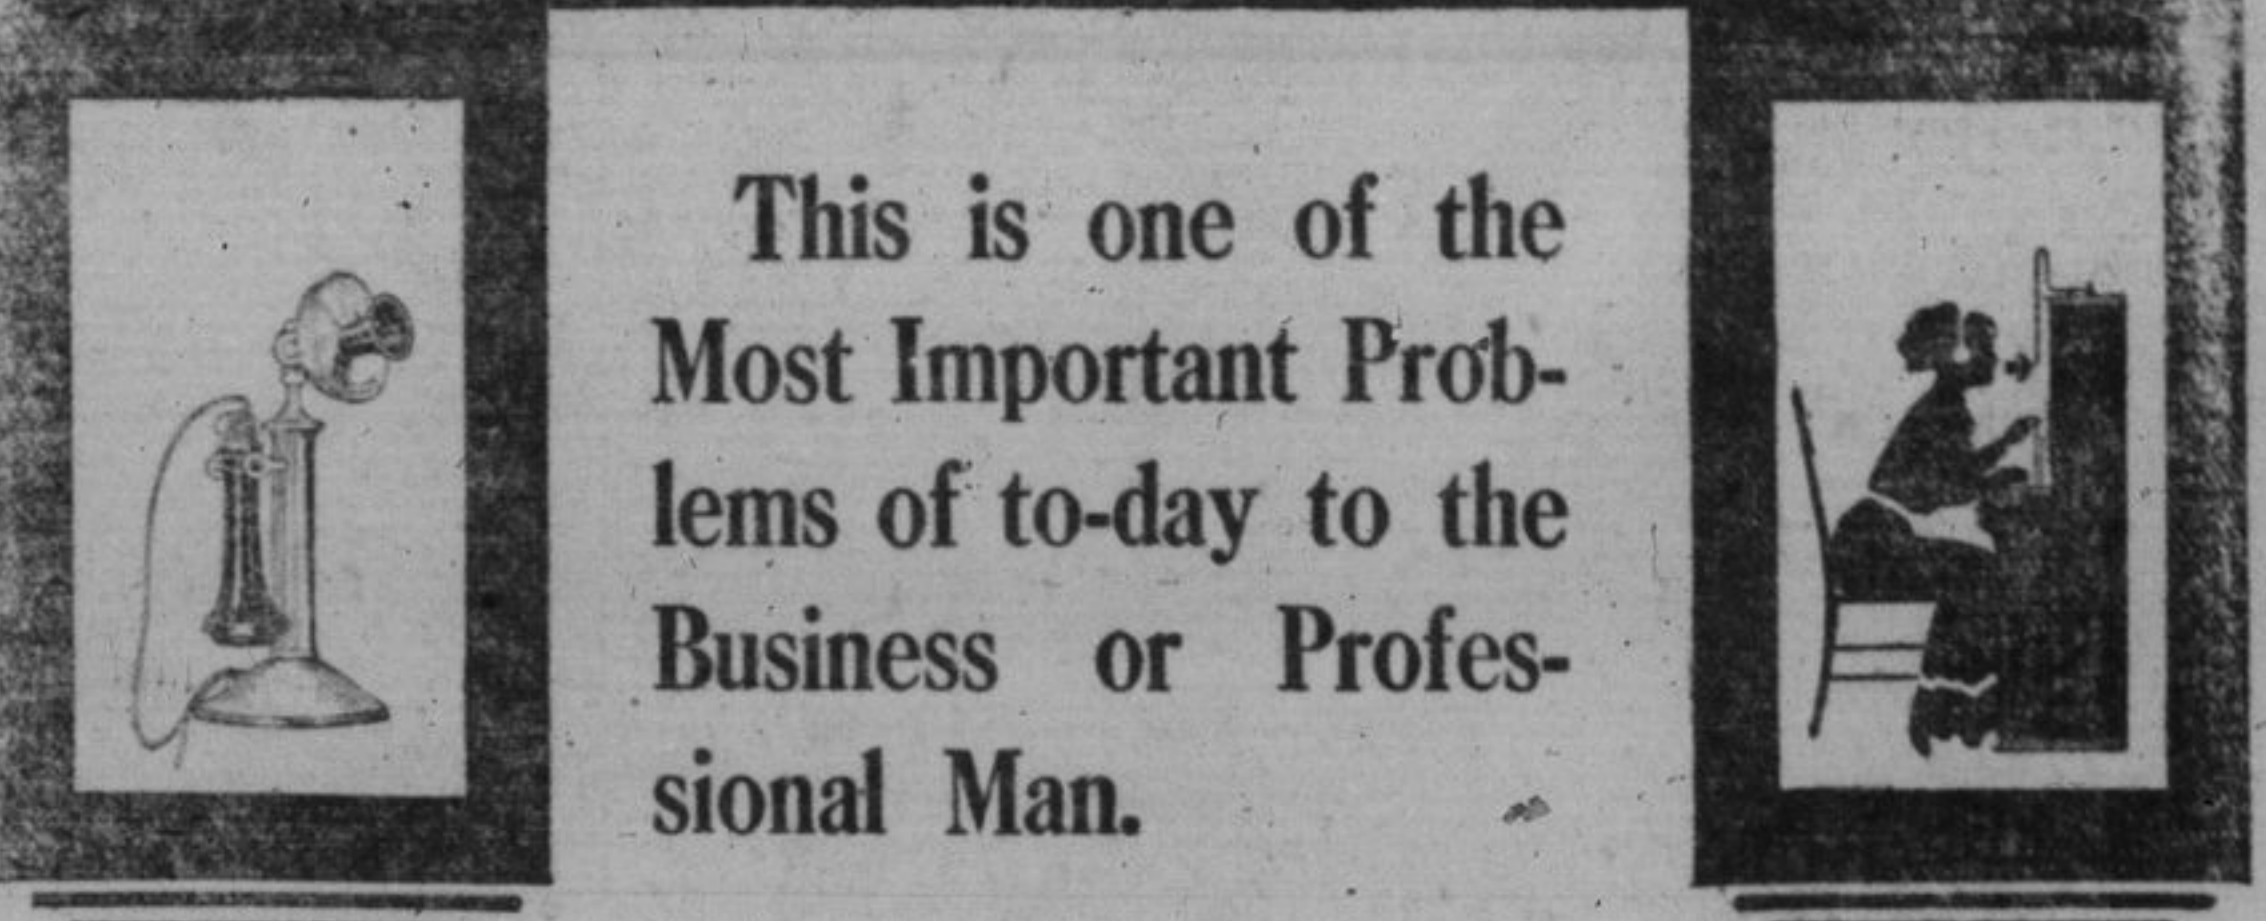 This is one of the
Most Important Prob-
lems of to-day to the
Business or Profes-
sional Man.